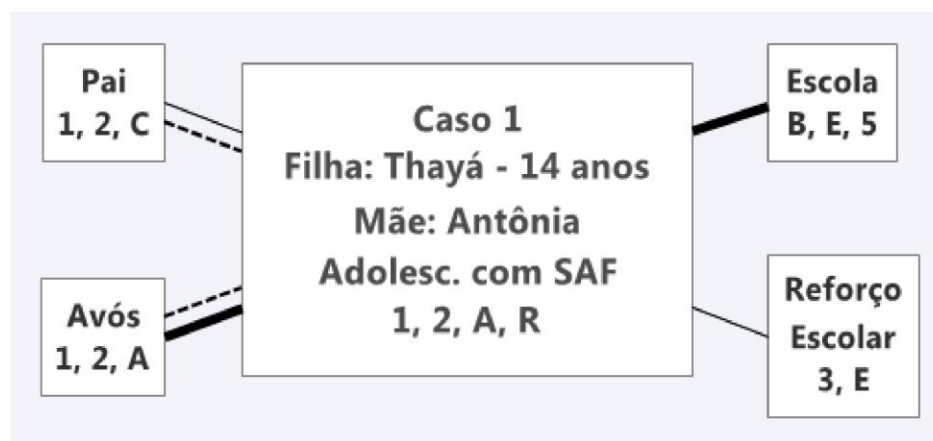 Pai
1, 2, C
Avós
1, 2, A
Caso 1
Filha: Thayá - 14 anos
Mãe: Antônia
Adolesc. com SAF
1, 2, A, R
Escola
B, E, 5
Reforço
Escolar
3, E